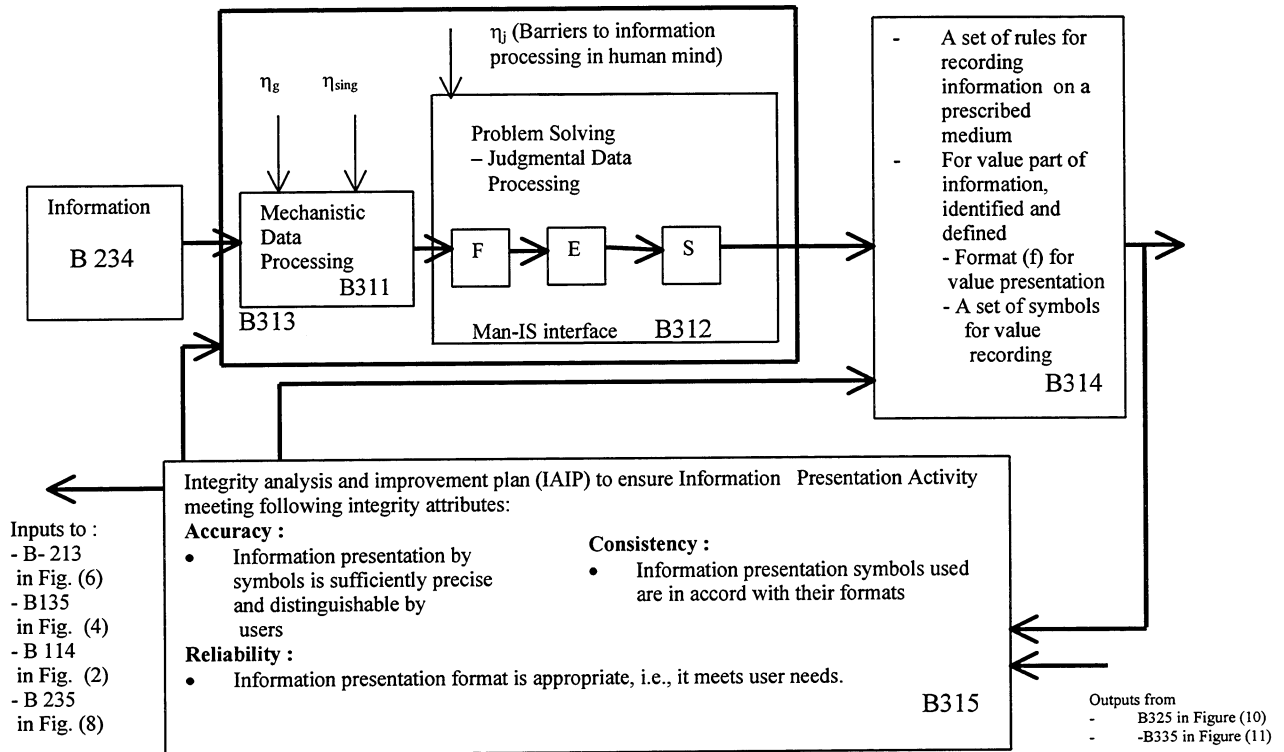 ηj (Barriers to information
processing in human mind)
ηg
ηsing
Information
B 234
Mechanistic
Data
Processing
B311
B313
Problem Solving
– Judgmental Data
Processing
F
E
S
Man-IS interface
B312
- A set of rules for
recording
information on a
prescribed
medium
- For value part of
information,
identified and
defined
- Format (f) for
value presentation
- A set of symbols
for value
recording
B314
Integrity analysis and improvement plan (IAIP) to ensure Information Presentation Activity
meeting following integrity attributes:
Accuracy :
• Information presentation by
symbols is sufficiently precise
and distinguishable by
users
Consistency :
• Information presentation symbols used
are in accord with their formats
Reliability :
• Information presentation format is appropriate, i.e., it meets user needs.
B315
Inputs to :
- B- 213
in Fig. (6)
- B135
in Fig. (4)
- B 114
in Fig. (2)
- B 235
in Fig. (8)
Outputs from
- B325 in Figure (10)
- -B335 in Figure (11)